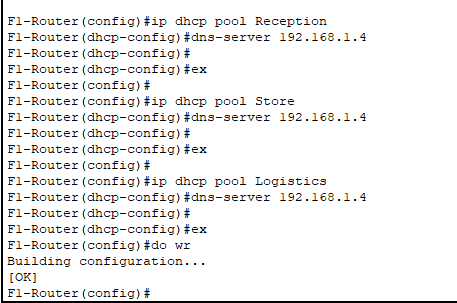 F1-Router(config)#ip dhcp pool Reception
F1-Router(dhcp-config)#dns-server 192.168.1.4
F1-Router(dhcp-config)#
F1-Router(dhcp-config)#ex
F1-Router(config)#
F1-Router(config)#ip dhcp pool Store
F1-Router(dhcp-config)#dns-server 192.168.1.4
F1-Router(dhcp-config)#
F1-Router(dhcp-config)#ex
F1-Router(config)#
F1-Router(config)#ip dhcp pool Logistics
F1-Router(dhcp-config)#dns-server 192.168.1.4
F1-Router(dhcp-config)#
F1-Router(dhcp-config)#ex
F1-Router(config)#do wr
Building configuration...
[OK]
F1-Router(config)#